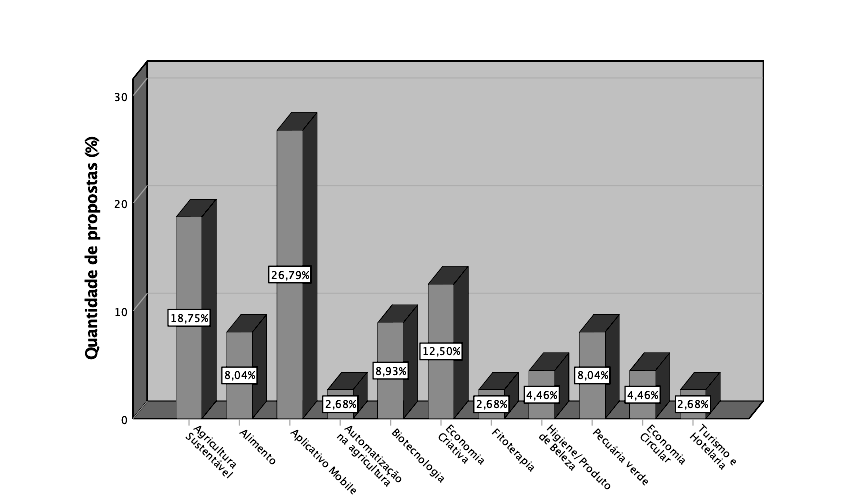 Quantidade de propostas (%)
30
20
10
0
18,75%
8,04%
26,79%
2,68%
8,93%
12,50%
2,68%
4,46%
8,04%
4,46%
2,68%
Agricultura
Sustentável
Alimento
Aplicativo Mobile
Automatização
na agricultura
Biotecnologia
Economia
Criativa
Fitoterapia
Higiene/Produto
de Beleza
Pecuária verde
Economia
Circular
Turismo e
Hotelaria